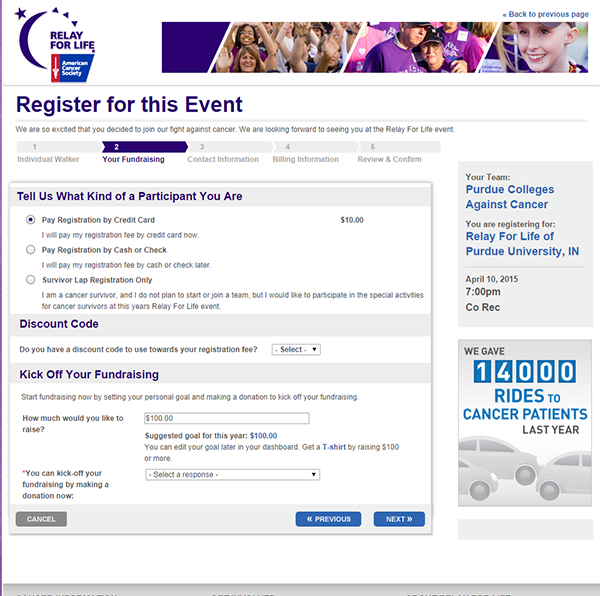 « Back to previous page
RELAY
FOR LIFE
American
Cancer
Society
Register for this Event
We are so excited that you decided to join our fight against cancer. We are looking forward to seeing you at the Relay For Life event.
1 2 3 4 5
Individual Walker Your Fundraising Contact Information Billing Information Review & Confirm
Tell Us What Kind of a Participant You Are
Pay Registration by Credit Card $10.00
I will pay my registration fee by credit card now.
Pay Registration by Cash or Check
I will pay my registration fee by cash or check later.
Survivor Lap Registration Only
I am a cancer survivor, and I do not plan to start or join a team, but I would like to participate in the special activities
for cancer survivors at this years Relay For Life event.
Discount Code
Do you have a discount code to use towards your registration fee? - Select -
Kick Off Your Fundraising
Start fundraising now by setting your personal goal and making a donation to kick off your fundraising.
How much would you like to
raise?
$100.00
Suggested goal for this year: $100.00
You can edit your goal later in your dashboard. Get a T-shirt by raising $100
or more.
*You can kick-off your
fundraising by making a
donation now:
- Select a response -
CANCEL « PREVIOUS NEXT »
Your Team:
Purdue Colleges
Against Cancer
You are registering for:
Relay For Life of
Purdue University, IN
April 10, 2015
7:00pm
Co Rec
WE GAVE
14000
RIDES TO
CANCER PATIENTS
LAST YEAR